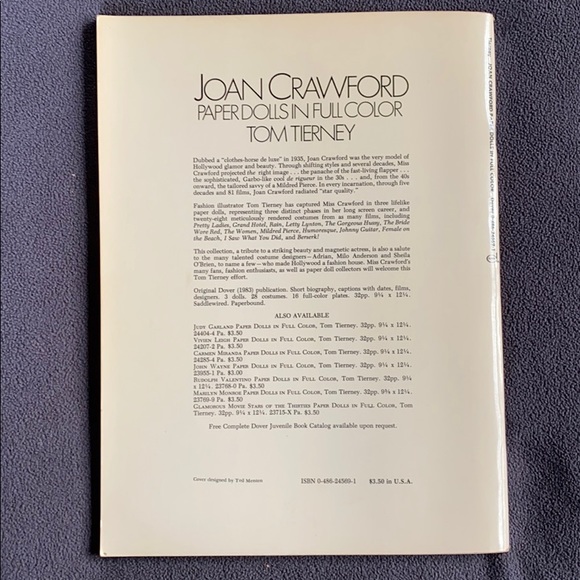 JOAN CRAWFORD
PAPER DOLLS IN FULL COLOR
TOM TIERNEY
Dubbed a "clothes-horse de luxe" in 1935, Joan Crawford was the very model of
Hollywood glamor and beauty. Through shifting styles and several decades, Miss
Crawford projected the right image . . . the panache of the fast-living flapper . . .
the sophisticated, Garbo-like cool de rigueur in the 30s . . . and, from the 40s
onward, the tailored savvy of a Mildred Pierce. In every incarnation, through five
decades and 81 films, Joan Crawford radiated "star quality."
Fashion illustrator Tom Tierney has captured Miss Crawford in three lifelike
paper dolls, representing three distinct phases in her long screen career, and
twenty-eight meticulously rendered costumes from as many films, including
Pretty Ladies, Grand Hotel, Rain, Letty Lynton, The Gorgeous Hussy, The Bride
Wore Red, The Women, Mildred Pierce, Humoresque, Johnny Guitar, Female on
the Beach, I Saw What You Did, and Berserk!
This collection, a tribute to a striking beauty and magnetic actress, is also a salute
to the many talented costume designers—Adrian, Milo Anderson and Sheila
O'Brien, to name a few—who made Hollywood a fashion house. Miss Crawford's
many fans, fashion enthusiasts, as well as paper doll collectors will welcome this
Tom Tierney effort.
Original Dover (1983) publication. Short biography, captions with dates, films,
designers. 3 dolls. 28 costumes. 16 full-color plates. 32pp. 9¼ x 12¼.
Saddlewired. Paperbound.
ALSO AVAILABLE
JUDY GARLAND PAPER DOLLS IN FULL COLOR, Tom Tierney. 32pp. 9¼ x 12¼.
24404-4 Pa. $3.50
VIVIEN LEIGH PAPER DOLLS IN FULL COLOR, Tom Tierney. 32pp. 9¼ x 12¼.
24207-2 Pa. $3.50
CARMEN MIRANDA PAPER DOLLS IN FULL COLOR, Tom Tierney. 32pp. 9¼ x 12¼.
24285-4 Pa. $3.50
JOHN WAYNE PAPER DOLLS IN FULL COLOR, Tom Tierney. 32pp. 9¼ x 12¼.
23955-1 Pa. $3.00
RUDOLPH VALENTINO PAPER DOLLS IN FULL COLOR, Tom Tierney. 32pp. 9¼
x 12¼. 23768-0 Pa. $3.50
MARILYN MONROE PAPER DOLLS IN FULL COLOR, Tom Tierney. 32pp. 9¼ x 12¼.
23769-9 Pa. $3.50
GLAMOROUS MOVIE STARS OF THE THIRTIES PAPER DOLLS IN FULL COLOR, Tom
Tierney. 32pp. 9¼ x 12¼. 23715-X Pa. $3.50
Free Complete Dover Juvenile Book Catalog available upon request.
Cover designed by Ted Menten
ISBN 0-486-24569-1
$3.50 in U.S.A.